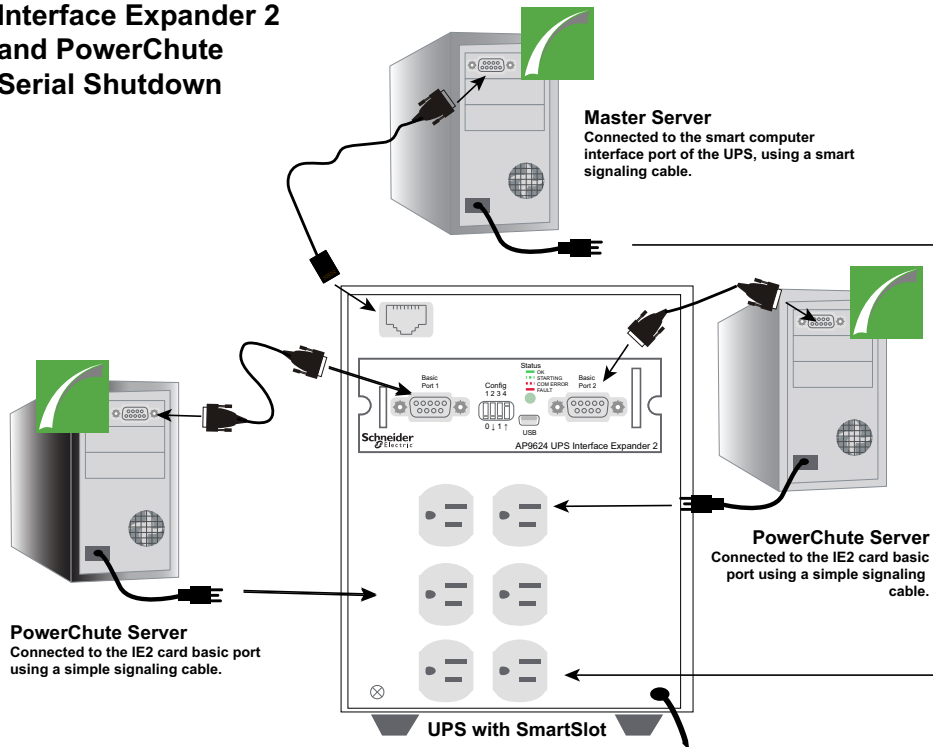 Interface Expander 2
and PowerChute
Serial Shutdown
Master Server
Connected to the smart computer
interface port of the UPS, using a smart
signaling cable.
Basic
Port 1
Config
1 2 3 4
0 ↓ 1 ↑
Status
OK
STARTING
COM ERROR
FAULT
USB
Basic
Port 2
Schneider
Electric
AP9624 UPS Interface Expander 2
PowerChute Server
Connected to the IE2 card basic
port using a simple signaling
cable.
PowerChute Server
Connected to the IE2 card basic port
using a simple signaling cable.
UPS with SmartSlot